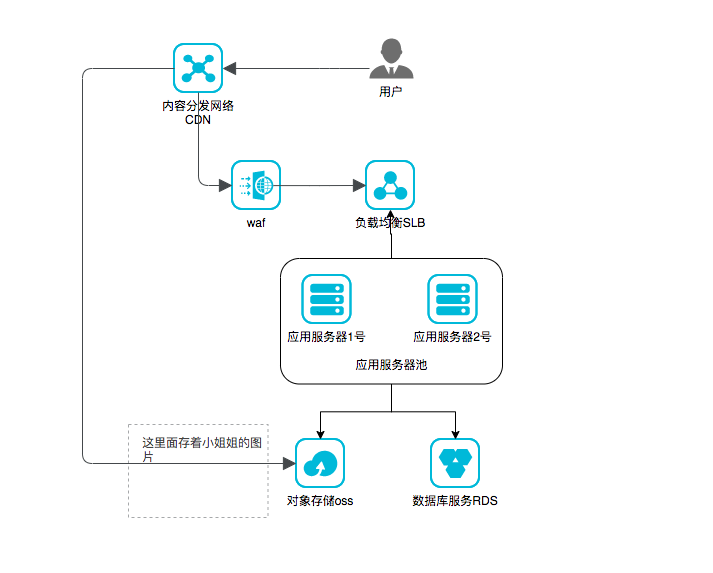 用户
内容分发网络
CDN
waf
负载均衡SLB
应用服务器1号
应用服务器2号
应用服务器池
这里面存着小姐姐的图
片
对象存储oss
数据库服务RDS